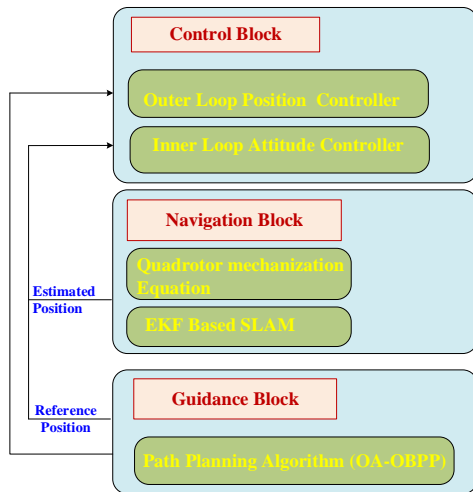 Control Block
Outer Loop Position Controller
Inner Loop Attitude Controller
Navigation Block
Quadrotor mechanization
Equation
EKF Based SLAM
Estimated
Position
Guidance Block
Reference
Position
Path Planning Algorithm (OA-OBPP)